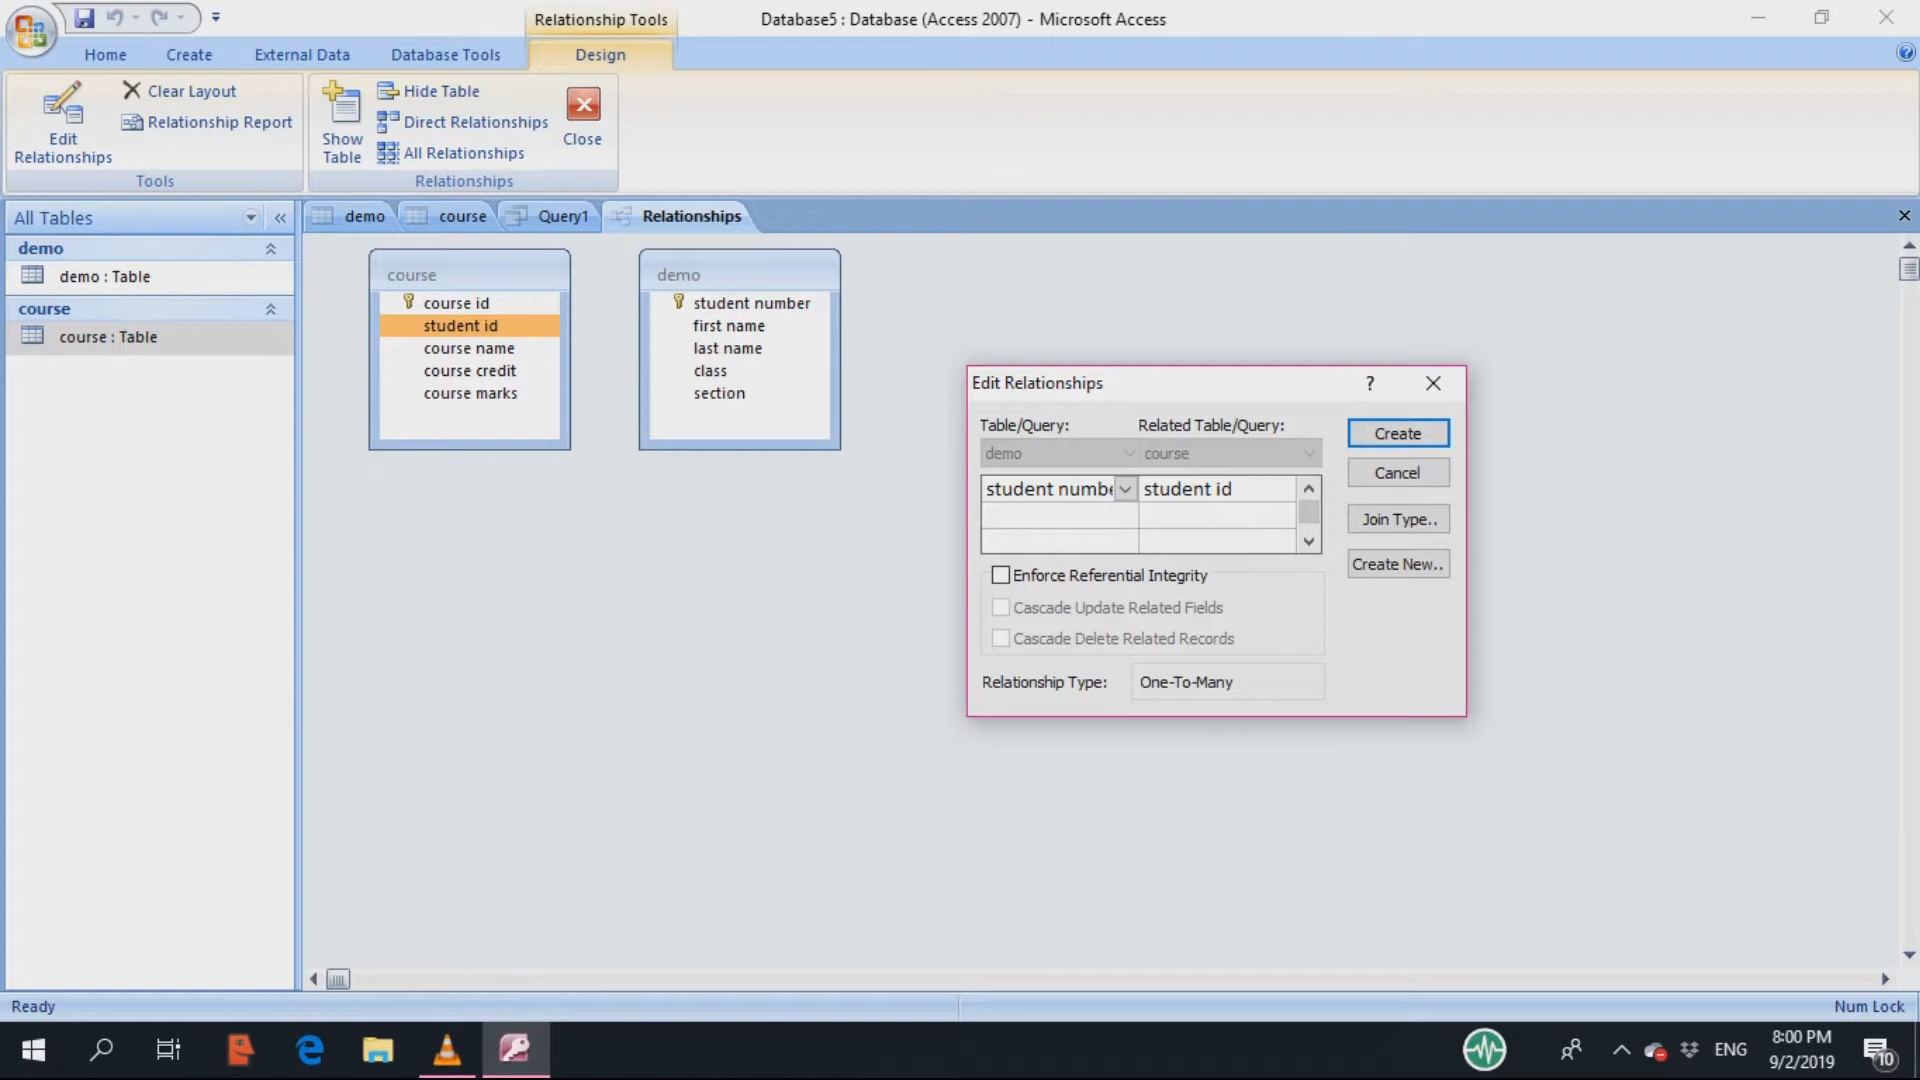 Relationship Tools
Database5 : Database (Access 2007) - Microsoft Access
Home
Create
External Data
Database Tools
Design
Edit
Relationships
Clear Layout
Relationship Report
Tools
Show
Table
Hide Table
Direct Relationships
All Relationships
Close
Relationships
All Tables
demo
demo : Table
course
course : Table
demo
course
Query1
Relationships
course
course id
student id
course name
course credit
course marks
demo
student number
first name
last name
class
section
Edit Relationships
?
Table/Query:
Related Table/Query:
demo
course
student numbe
student id
Create
Cancel
Join Type..
Create New..
Enforce Referential Integrity
Cascade Update Related Fields
Cascade Delete Related Records
Relationship Type:
One-To-Many
Ready
Num Lock
ENG
8:00 PM
9/2/2019
10